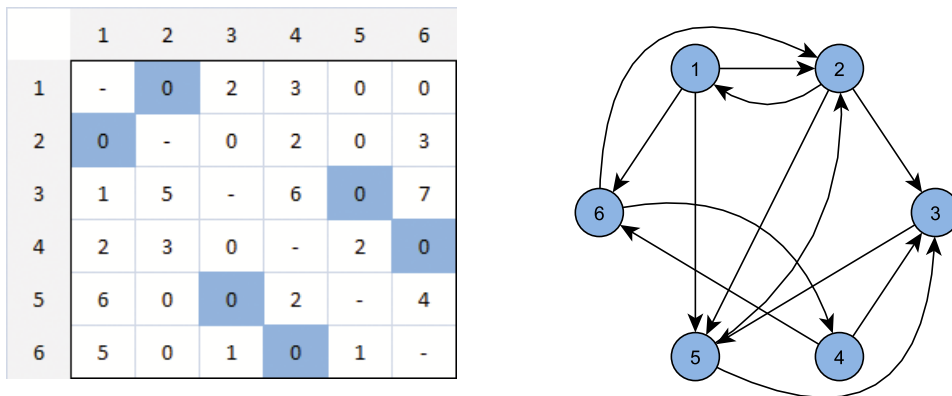 1 2 3 4 5 6
1 - 0 2 3 0 0
2 0 - 0 2 0 3
3 1 5 - 6 0 7
4 2 3 0 - 2 0
5 6 0 0 2 - 4
6 5 0 1 0 1 -
1 2
6 3
5 4